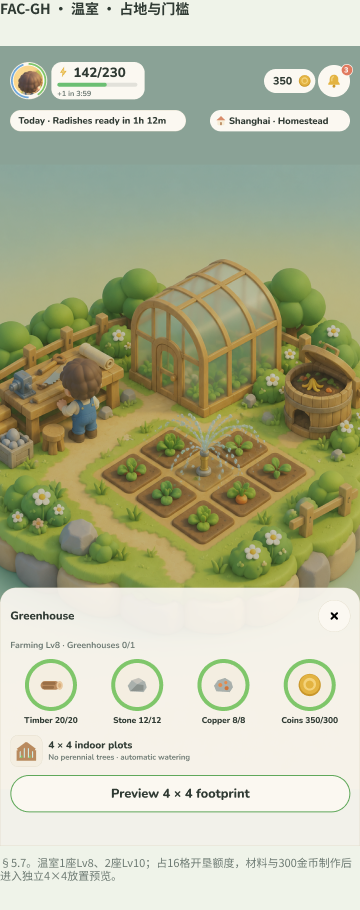 FAC-GH · 温室 · 占地与门槛
142/230
+1 in 3:59
350
3
Today · Radishes ready in 1h 12m
Shanghai · Homestead
Greenhouse
Farming Lv8 · Greenhouses 0/1
Timber 20/20
Stone 12/12
Copper 8/8
Coins 350/300
4 × 4 indoor plots
No perennial trees · automatic watering
Preview 4 × 4 footprint
§5.7。温室1座Lv8、2座Lv10；占16格开垦额度，材料与300金币制作后
进入独立4×4放置预览。